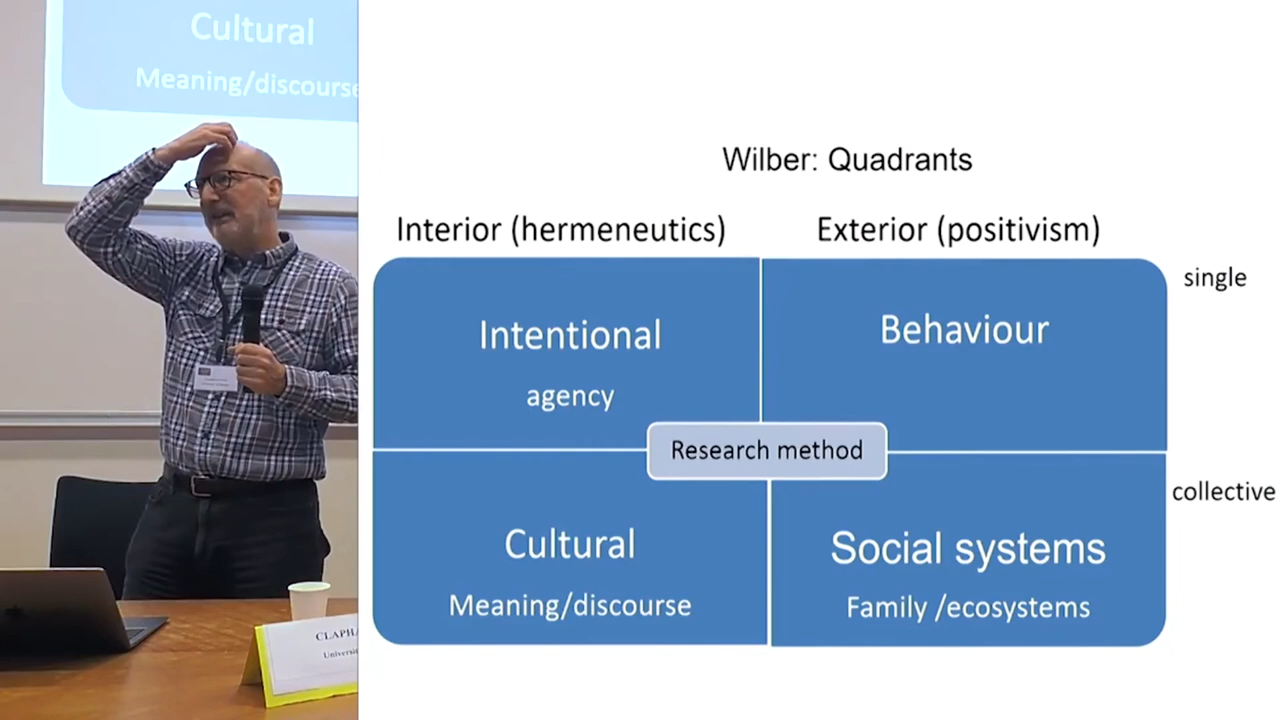 Cultural
Meaning/discourse
CLAPHA
Universit
Wilber: Quadrants
Interior (hermeneutics)
Exterior (positivism)
single
Intentional
agency
Behaviour
Research method
collective
Cultural
Meaning/discourse
Social systems
Family /ecosystems